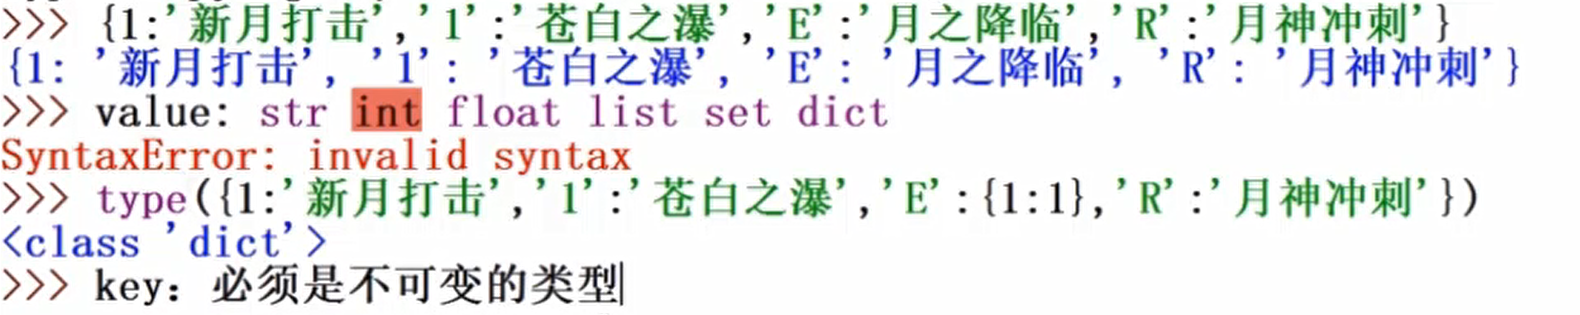 >>> {1:'新月打击','1':'苍白之瀑','E':'月之降临','R':'月神冲刺'}
{1: '新月打击', '1': '苍白之瀑', 'E': '月之降临', 'R': '月神冲刺'}
>>> value: str int float list set dict
SyntaxError: invalid syntax
>>> type({1:'新月打击','1':'苍白之瀑','E':{1:1},'R':'月神冲刺'})
<class 'dict'>
>>> key：必须是不可变的类型